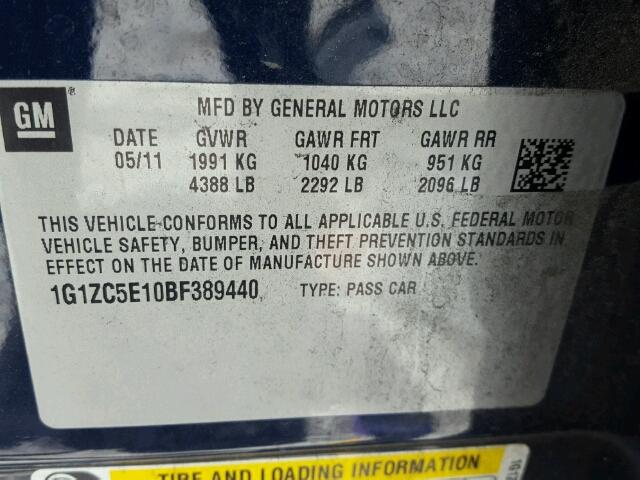 GM ®
MFD BY GENERAL MOTORS LLC
DATE GVWR GAWR FRT GAWR RR
05/11 1991 KG 1040 KG 951 KG
4388 LB 2292 LB 2096 LB
THIS VEHICLE CONFORMS TO ALL APPLICABLE U.S. FEDERAL MOTOR
VEHICLE SAFETY, BUMPER, AND THEFT PREVENTION STANDARDS IN
EFFECT ON THE DATE OF MANUFACTURE SHOWN ABOVE.
1G1ZC5E10BF389440 TYPE: PASS CAR
TIRE AND LOADING INFORMATION